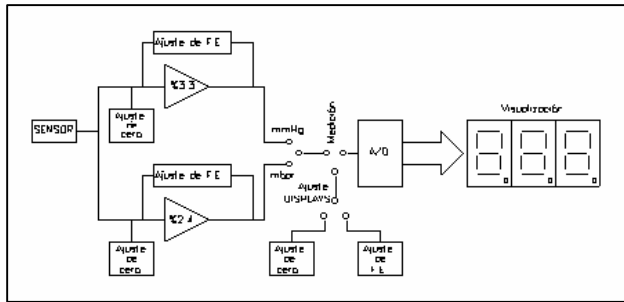 Ajuste de F.E
SENSOR
Ajuste
de
cero
mmHg
Medición
A/D
Visualización
mbar
Ajuste
DISPLAYS
Ajuste de F.E
Ajuste
de
cero
Ajuste
de
cero
Ajuste
de
F.E